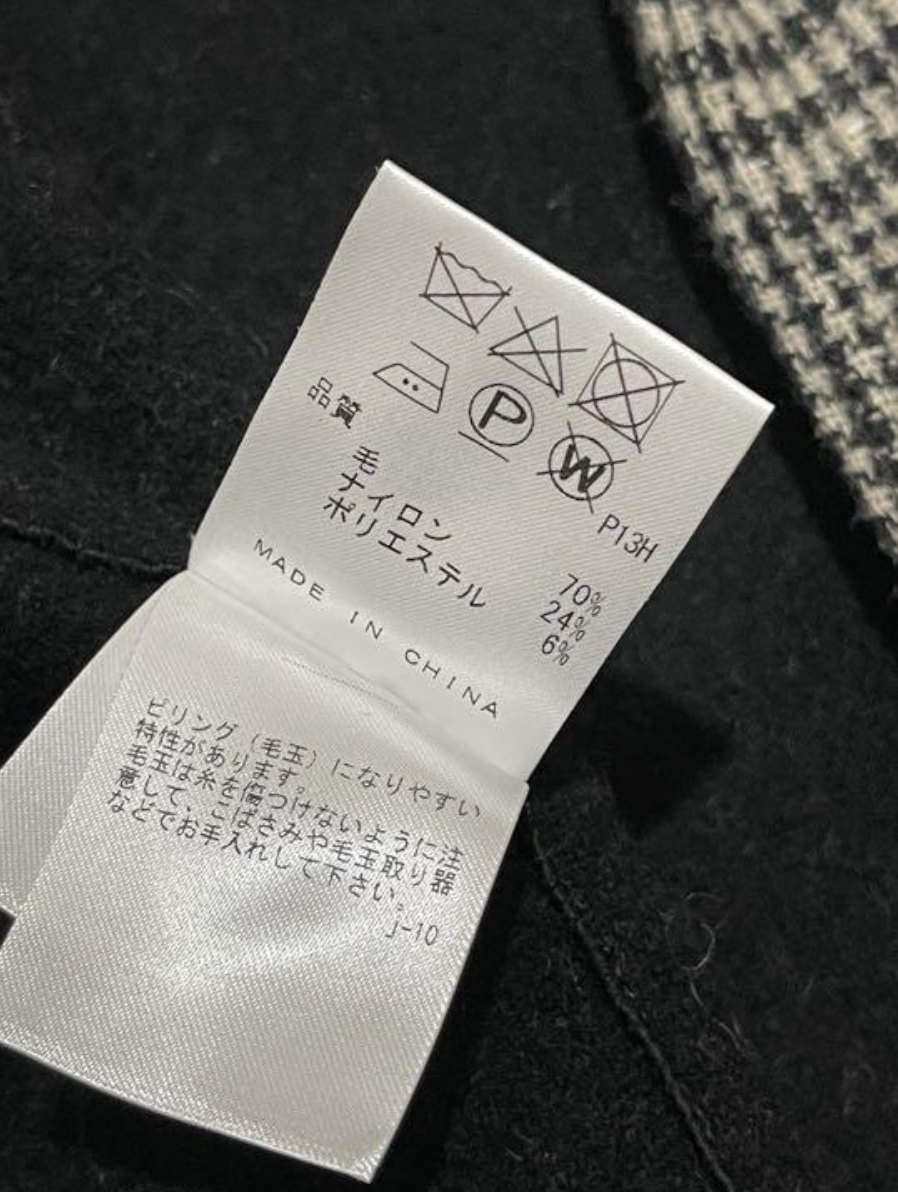 P
W
P13H
品質
毛 70%
ナイロン 24%
ポリエステル 6%
MADE IN CHINA
ピリング（毛玉）になりやすい
特性があります。
毛玉は糸を傷つけないように注
意して、こばさみや毛玉取り器
などでお手入れして下さい。
J-10